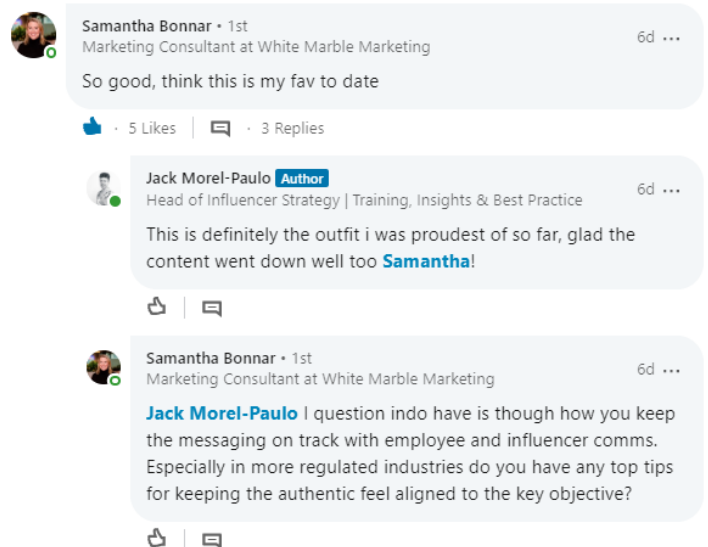 Samantha Bonnar • 1st
6d ...
Marketing Consultant at White Marble Marketing
So good, think this is my fav to date
· 5 Likes · 3 Replies
Jack Morel-Paulo Author
6d ...
Head of Influencer Strategy | Training, Insights & Best Practice
This is definitely the outfit i was proudest of so far, glad the
content went down well too Samantha!
Samantha Bonnar • 1st
6d ...
Marketing Consultant at White Marble Marketing
Jack Morel-Paulo I question indo have is though how you keep
the messaging on track with employee and influencer comms.
Especially in more regulated industries do you have any top tips
for keeping the authentic feel aligned to the key objective?